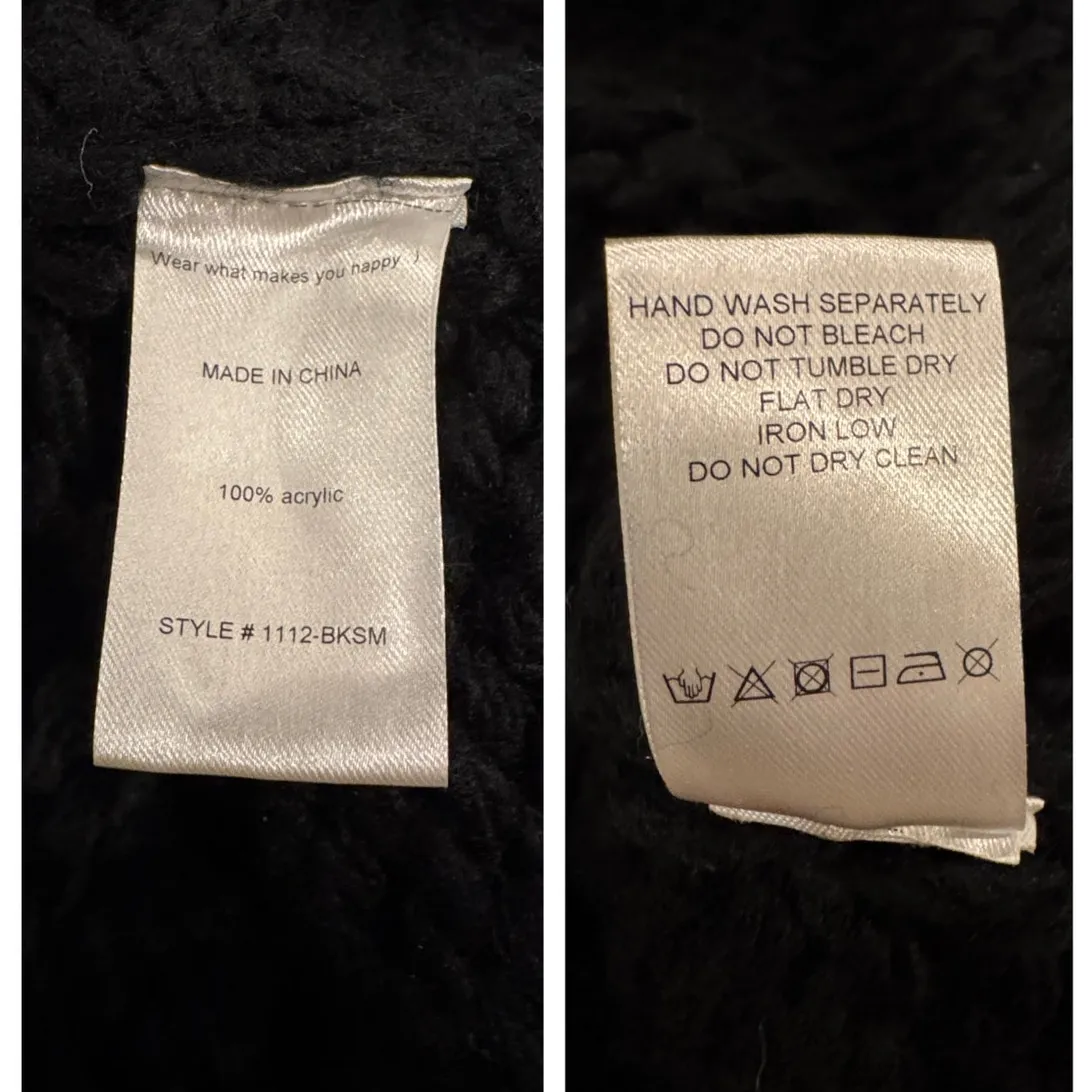 Wear what makes you happy )
MADE IN CHINA
100% acrylic
STYLE # 1112-BKSM
HAND WASH SEPARATELY
DO NOT BLEACH
DO NOT TUMBLE DRY
FLAT DRY
IRON LOW
DO NOT DRY CLEAN